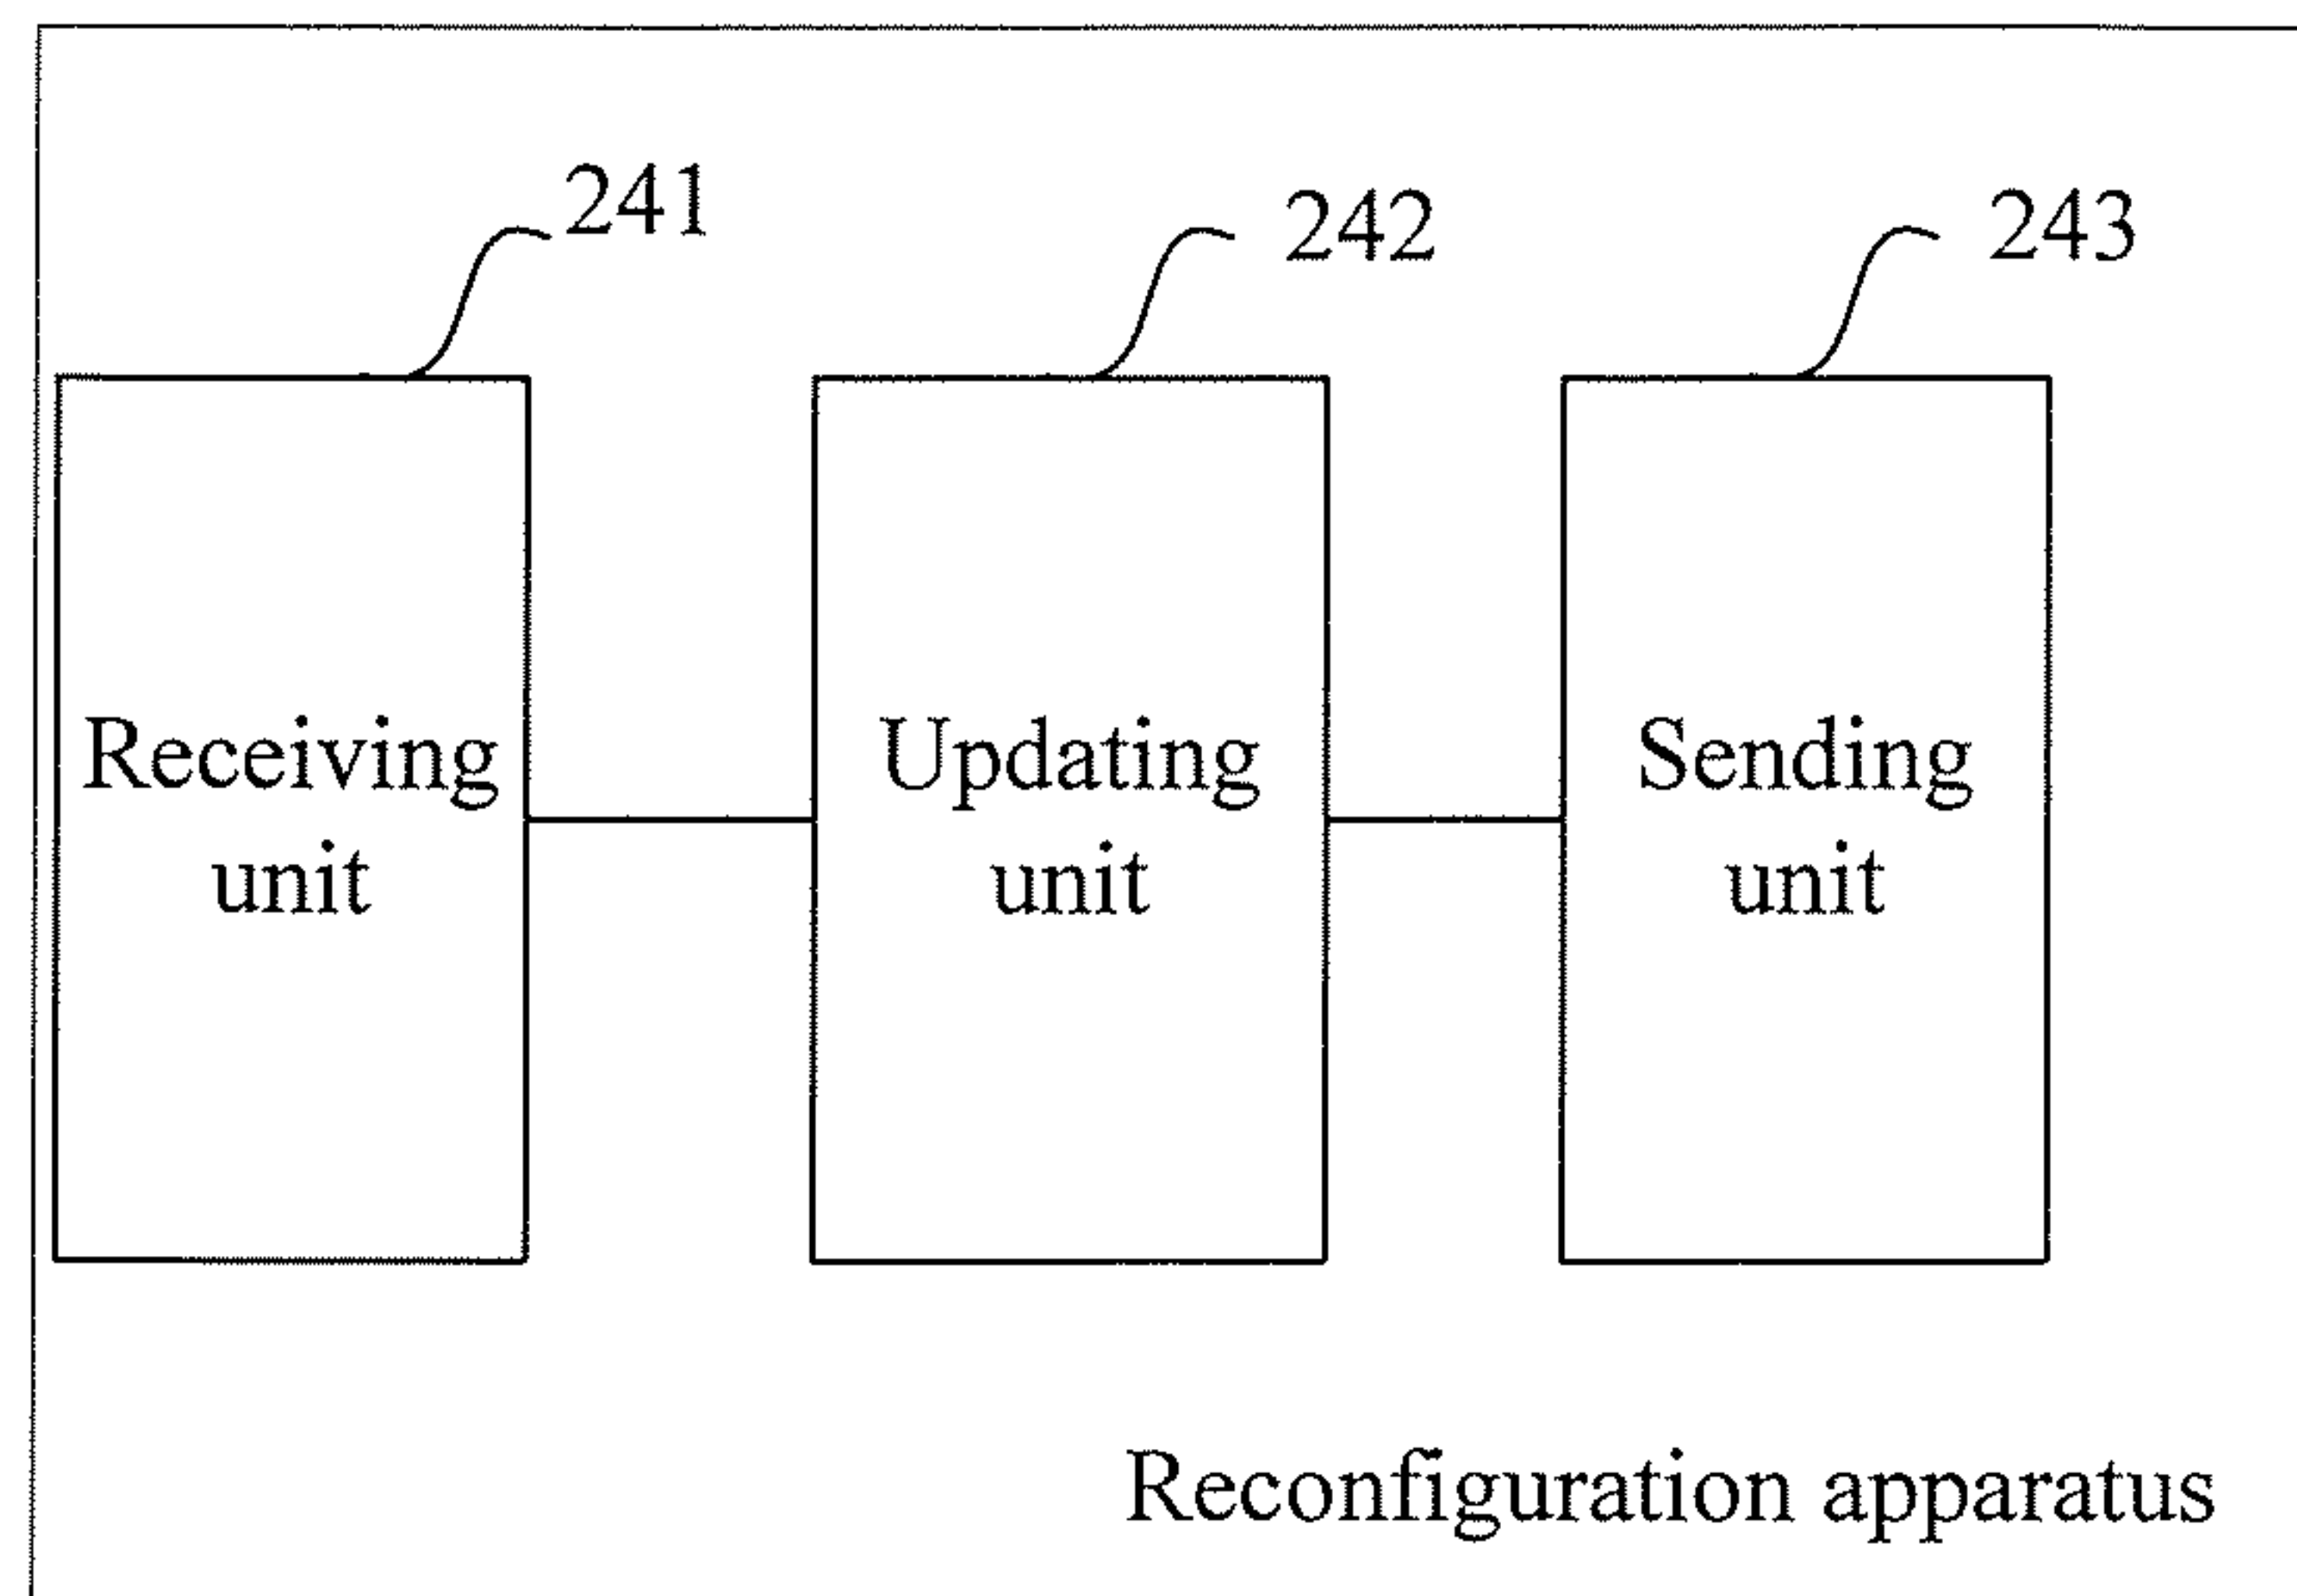 241
242
243
Receiving
unit
Updating
unit
Sending
unit
Reconfiguration apparatus